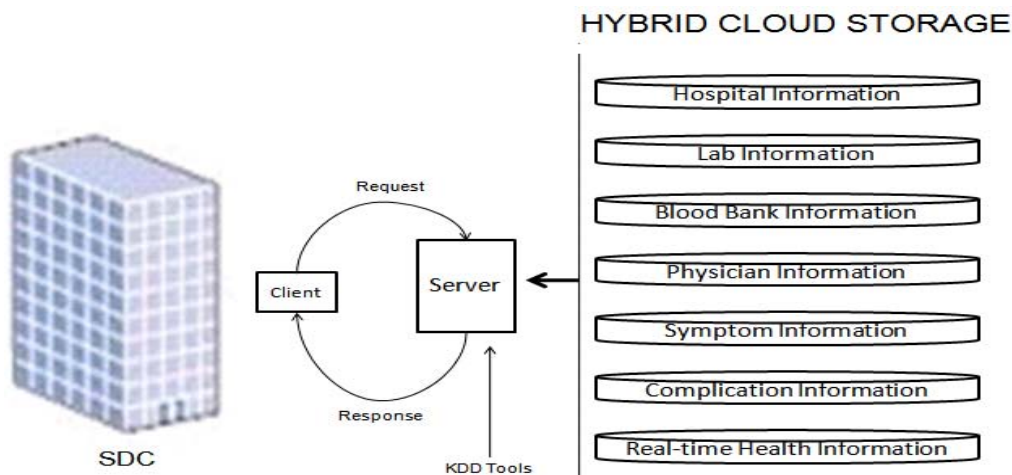 HYBRID CLOUD STORAGE
Hospital Information
Lab Information
Blood Bank Information
Physician Information
Symptom Information
Complication Information
Real-time Health Information
Request
Client
Server
Response
KDD Tools
SDC